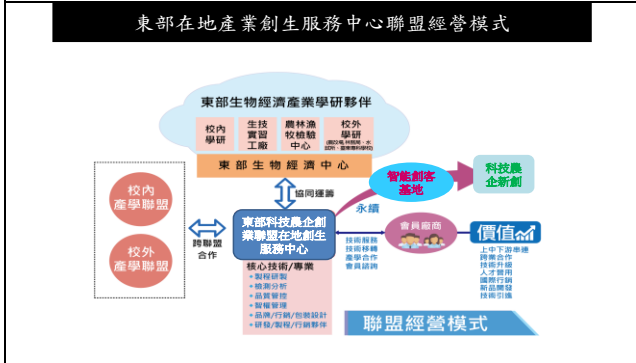 東部在地產業創生服務中心聯盟經營模式
東部生物經濟產業學研夥伴
校內
學研
生技
實習
工廠
農林漁
牧檢驗
中心
校外
學研
東部生物經濟中心
協同運籌
智能創客
基地
科技農
企新創
永續
校內
產學聯盟
校外
產學聯盟
跨聯盟
合作
東部科技農企創
業聯盟在地創生
服務中心
會員廠商
技術服務
技術移轉
產學合作
會員諮詢
價值
上中下游串連
跨業合作
技術升級
人才晉用
國際行銷
新品開發
技術引進
核心技術/專業
+製程研製
+檢測分析
+品質管控
+智權管理
+品牌/行銷/包裝設計
+研發/製程/行銷夥伴
聯盟經營模式